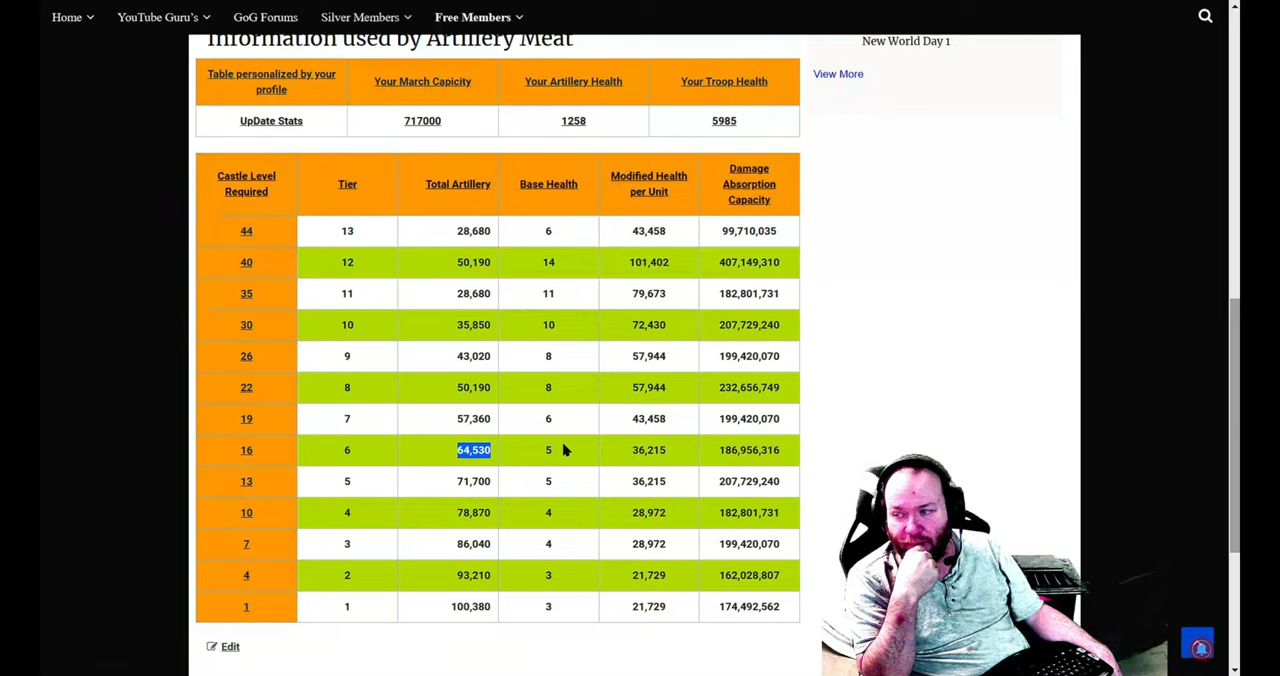 Home YouTube Guru's GoG Forums Silver Members Free Members
Information used by Artillery Meat
New World Day 1
View More
Table personalized by your profile Your March Capicity Your Artillery Health Your Troop Health
UpDate Stats 717000 1258 5985
Castle Level Required Tier Total Artillery Base Health Modified Health per Unit Damage Absorption Capacity
44 13 28,680 6 43,458 99,710,035
40 12 50,190 14 101,402 407,149,310
35 11 28,680 11 79,673 182,801,731
30 10 35,850 10 72,430 207,729,240
26 9 43,020 8 57,944 199,420,070
22 8 50,190 8 57,944 232,656,749
19 7 57,360 6 43,458 199,420,070
16 6 64,530 5 36,215 186,956,316
13 5 71,700 5 36,215 207,729,240
10 4 78,870 4 28,972 182,801,731
7 3 86,040 4 28,972 199,420,070
4 2 93,210 3 21,729 162,028,807
1 1 100,380 3 21,729 174,492,562
Edit